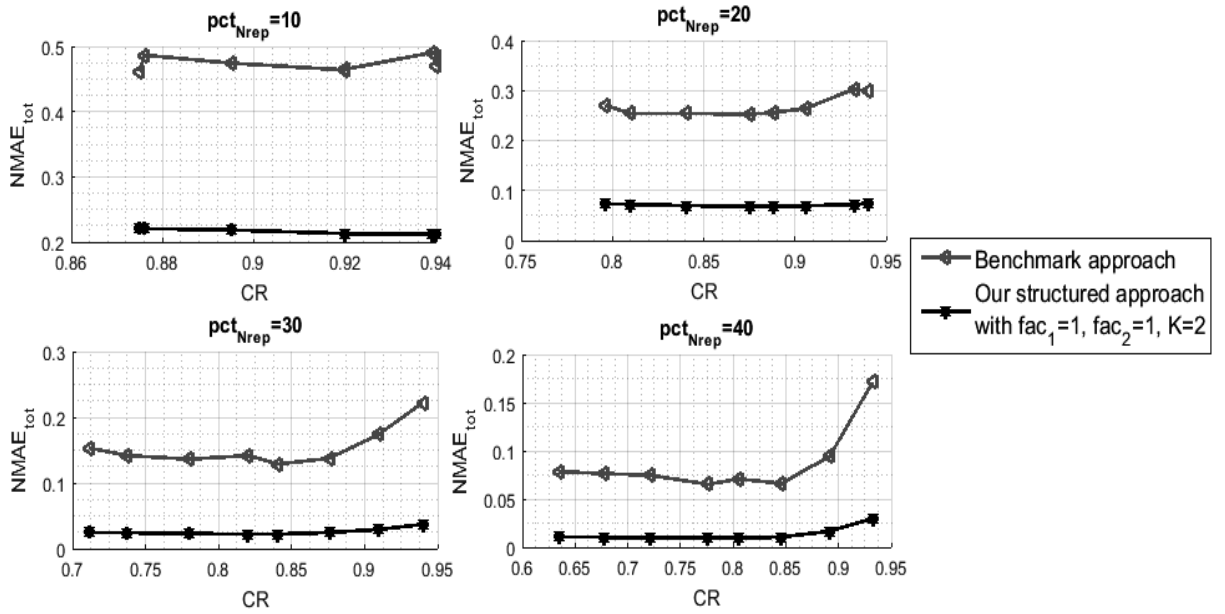 pct_Nrep=10
0.5
0.4
0.3
0.2
NMAE_tot
0.86 0.88 0.9 0.92 0.94
CR
pct_Nrep=20
0.4
0.3
0.2
0.1
0
NMAE_tot
0.75 0.8 0.85 0.9 0.95
CR
pct_Nrep=30
0.3
0.2
0.1
0
NMAE_tot
0.7 0.75 0.8 0.85 0.9 0.95
CR
pct_Nrep=40
0.2
0.15
0.1
0.05
0
NMAE_tot
0.6 0.65 0.7 0.75 0.8 0.85 0.9 0.95
CR
Benchmark approach
Our structured approach
with fac_1=1, fac_2=1, K=2